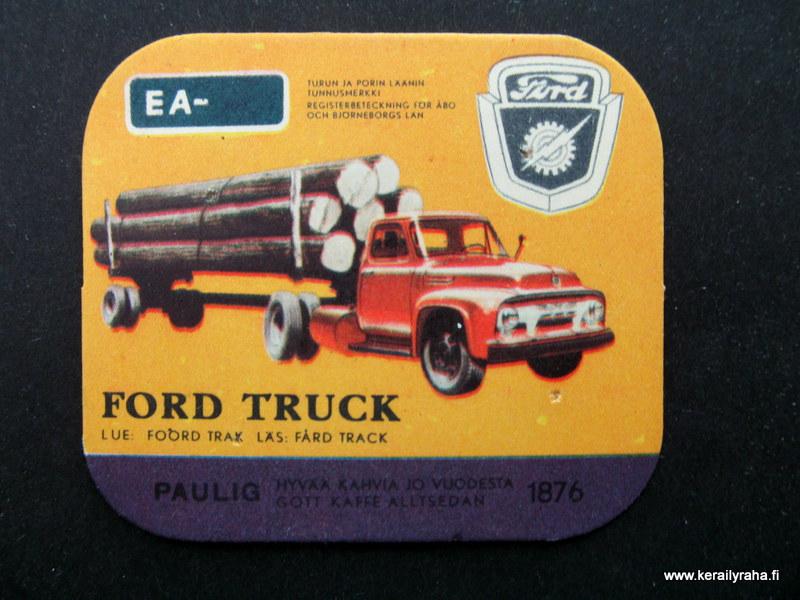 EA-
TURUN JA PORIN LÄÄNIN
TUNNUSMERKKI
REGISTERBETECKNING FÖR ÅBO
OCH BJÖRNEBORGS LÄN
Ford
FORD TRUCK
LUE: FOORD TRAK LÄS: FÅRD TRACK
PAULIG
HYVÄÄ KAHVIA JO VUODESTA
GOTT KAFFE ALLTSEDAN
1876
www.kerailyraha.fi